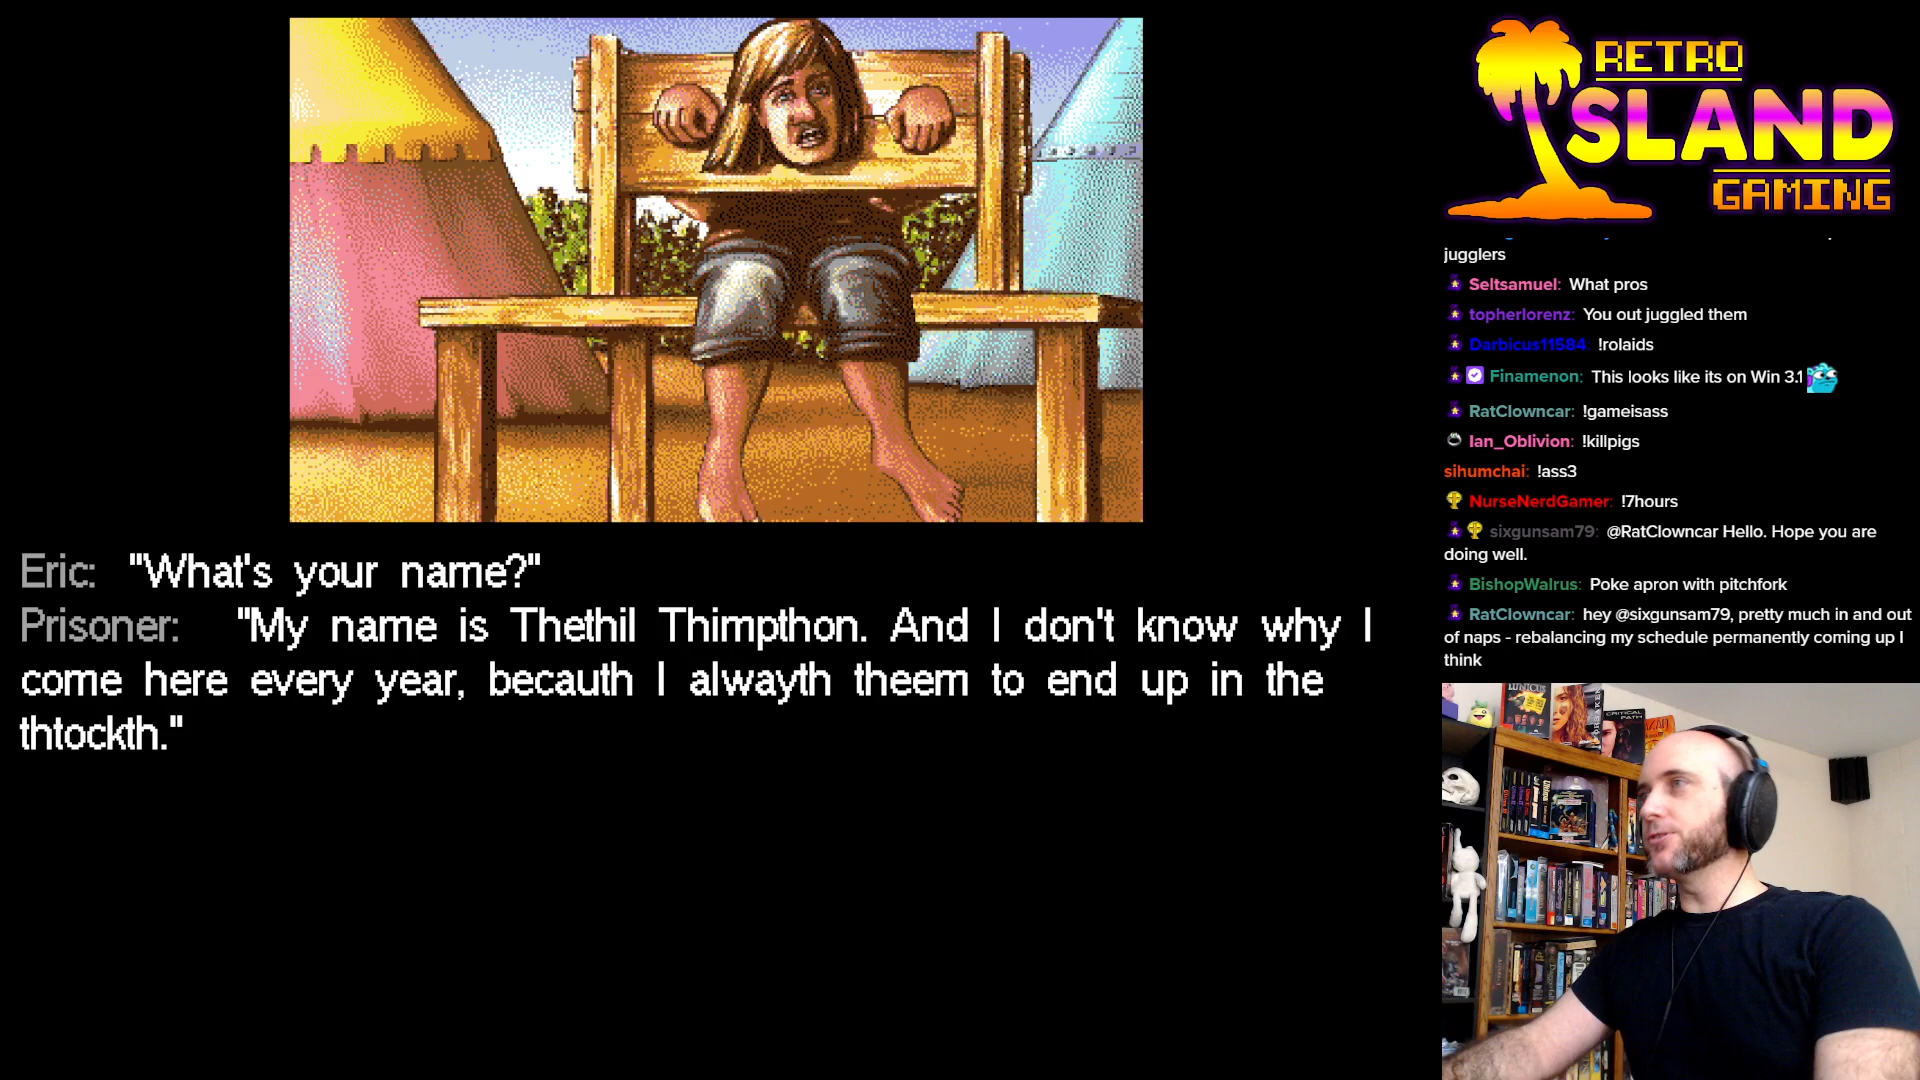 Eric: "What's your name?"
Prisoner: "My name is Thethil Thimpthon. And I don't know why I
come here every year, becauth I alwayth theem to end up in the
thtockth."
RETRO
ISLAND
GAMING
jugglers
Seltsamuel: What pros
topherlorenz: You out juggled them
Darbicus11584: !rolaids
Finamenon: This looks like its on Win 3.1
RatClowncar: !gameisass
Ian_Oblivion: !killpigs
sihumchai: !ass3
NurseNerdGamer: !7hours
sixgunsam79: @RatClowncar Hello. Hope you are
doing well.
BishopWalrus: Poke apron with pitchfork
RatClowncar: hey @sixgunsam79, pretty much in and out
of naps - rebalancing my schedule permanently coming up I
think
LUNICUS
CRITICAL
PATH